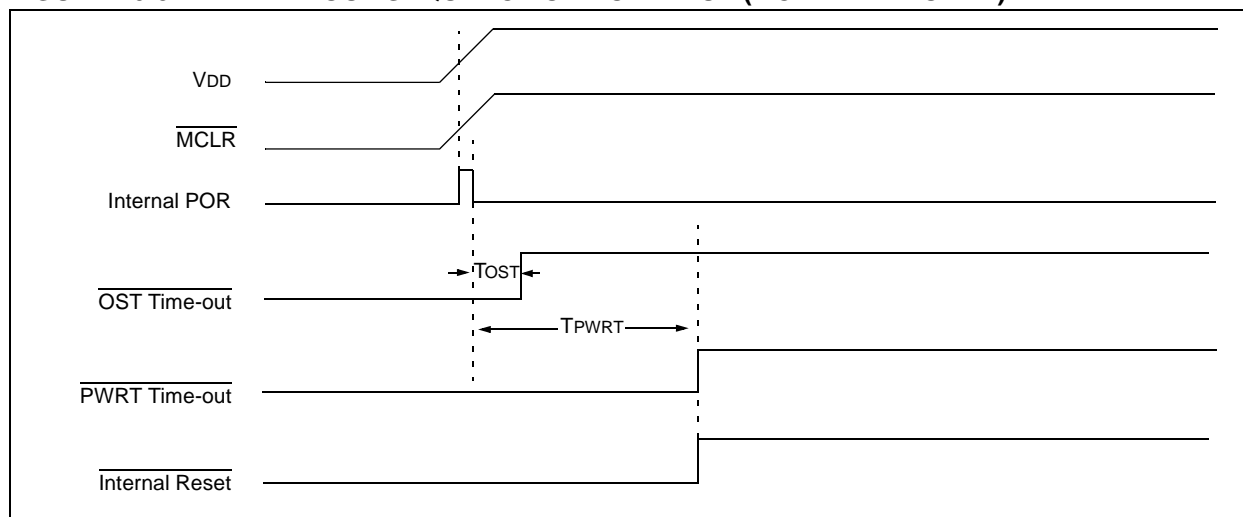 VDD
MCLR
Internal POR
TOST
OST Time-out
TPWRT
PWRT Time-out
Internal Reset